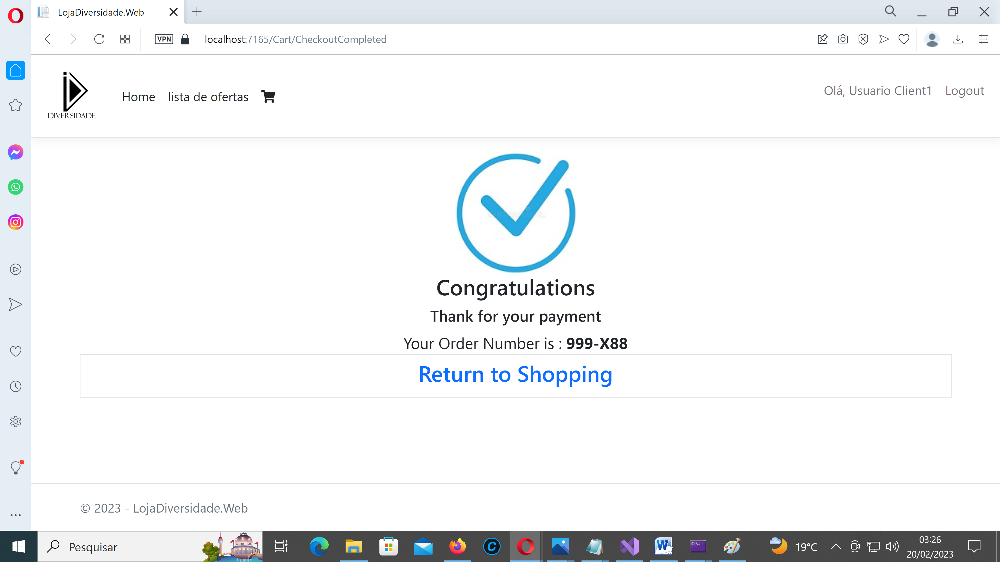 - LojaDiversidade.Web
VPN
localhost:7165/Cart/CheckoutCompleted
DIVERSIDADE
Home
lista de ofertas
Olá, Usuario Client1
Logout
Congratulations
Thank for your payment
Your Order Number is : 999-X88
Return to Shopping
© 2023 - LojaDiversidade.Web
Pesquisar
19°C
03:26
20/02/2023